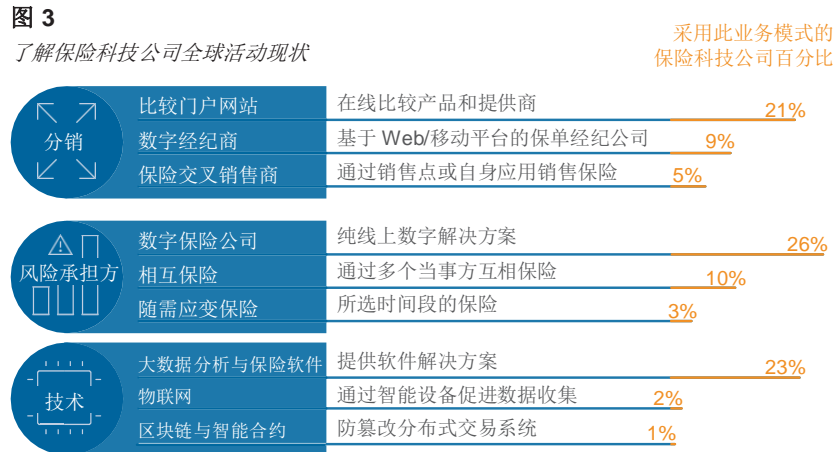 图 3
了解保险科技公司全球活动现状
采用此业务模式的
保险科技公司百分比
分销
比较门户网站 在线比较产品和提供商 21%
数字经纪商 基于 Web/移动平台的保单经纪公司 9%
保险交叉销售商 通过销售点或自身应用销售保险 5%
风险承担方
数字保险公司 纯线上数字解决方案 26%
相互保险 通过多个当事方互相保险 10%
随需应变保险 所选时间段的保险 3%
技术
大数据分析与保险软件 提供软件解决方案 23%
物联网 通过智能设备促进数据收集 2%
区块链与智能合约 防篡改分布式交易系统 1%